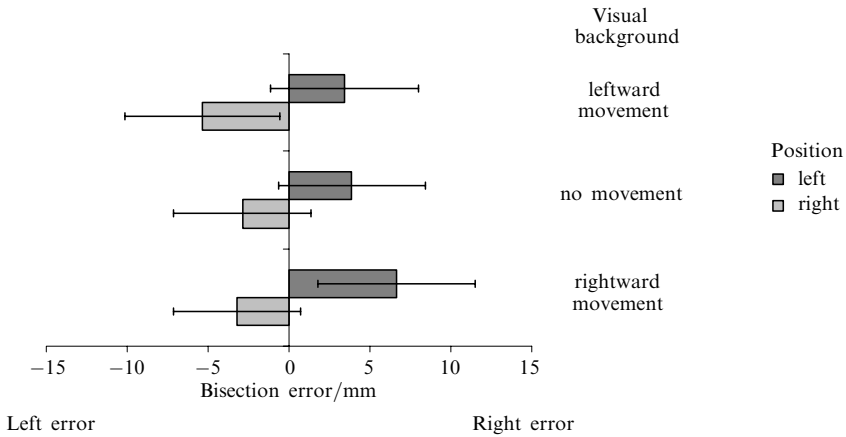 Visual
background
leftward
movement
Position
left
right
no movement
rightward
movement
−15 −10 −5 0 5 10 15
Bisection error/mm
Left error Right error